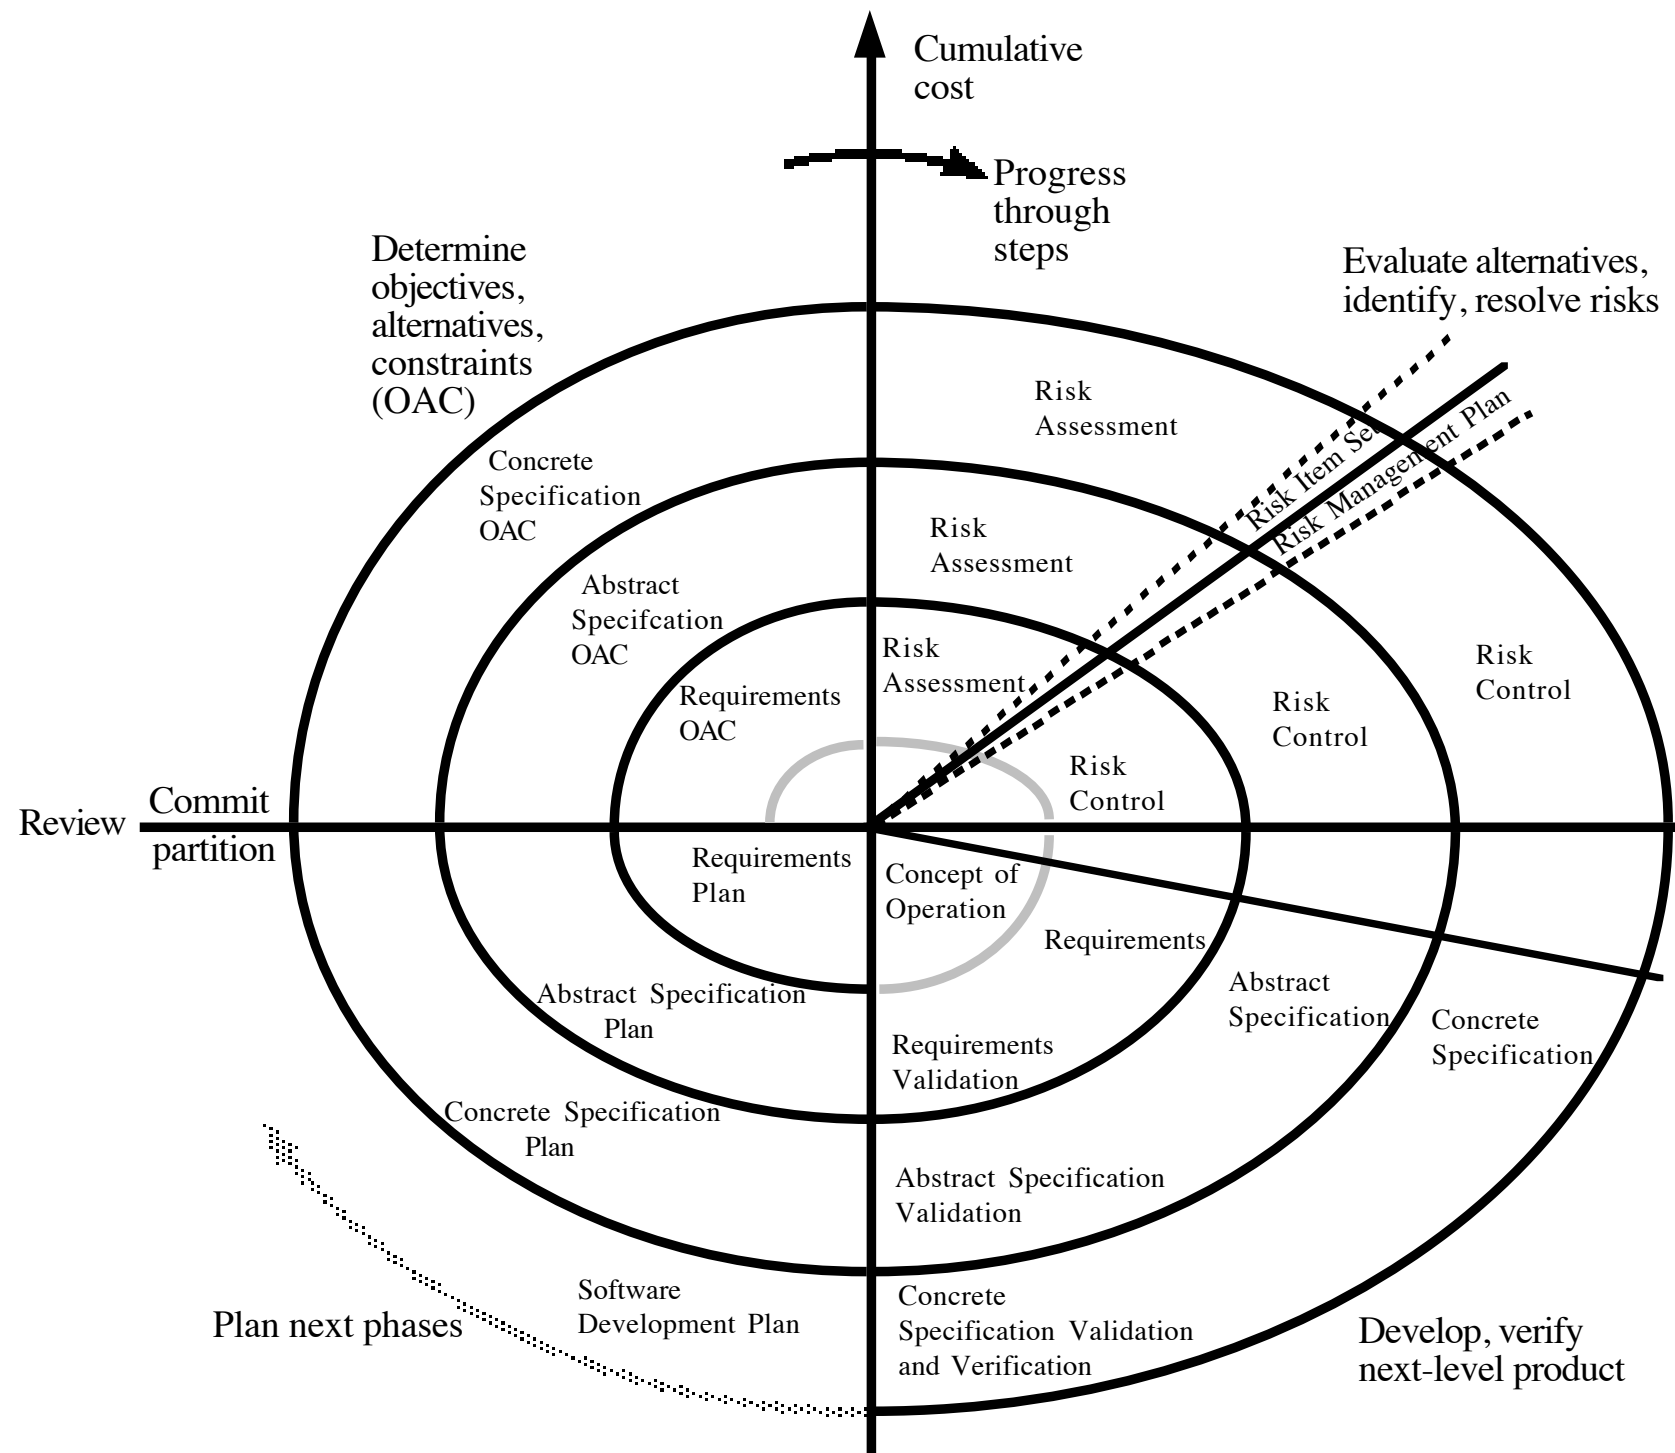 Cumulative
cost
Progress
through
steps
Determine
objectives,
alternatives,
constraints
(OAC)
Evaluate alternatives,
identify, resolve risks
Risk
Assessment
Risk Item Set
Risk Management Plan
Concrete
Specification
OAC
Risk
Assessment
Abstract
Specifcation
OAC
Risk
Assessment
Requirements
OAC
Risk
Control
Risk
Control
Risk
Control
Review
Commit
partition
Requirements
Plan
Concept of
Operation
Requirements
Abstract Specification
Plan
Abstract
Specification
Concrete
Specification
Requirements
Validation
Concrete Specification
Plan
Abstract Specification
Validation
Software
Development Plan
Concrete
Specification Validation
and Verification
Plan next phases
Develop, verify
next-level product